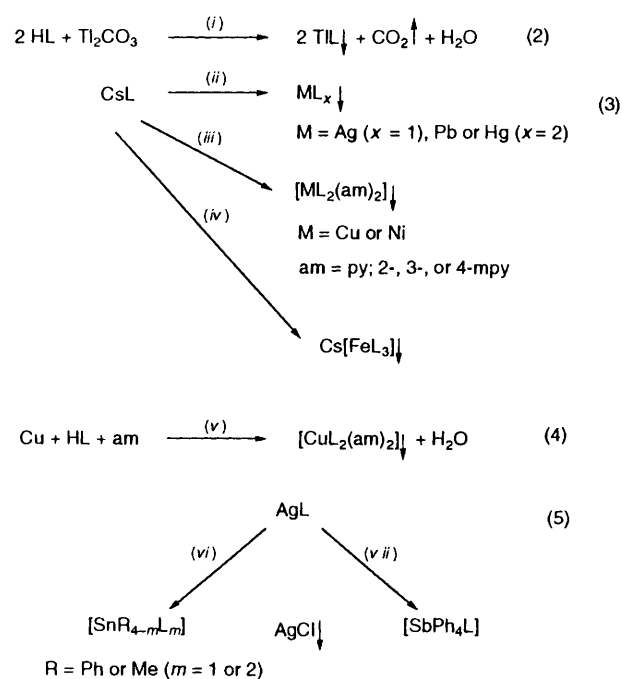 2 HL + Tl₂CO₃ (i) 2 TlL↓ + CO₂↑ + H₂O (2)
CsL (ii) MLₓ↓ (3)
M = Ag (x = 1), Pb or Hg (x = 2)
(iii)
[ML₂(am)₂]↓
(iv)
M = Cu or Ni
am = py; 2-, 3-, or 4-mpy
Cs[FeL₃]↓
Cu + HL + am (v) [CuL₂(am)₂]↓ + H₂O (4)
AgL (5)
(vi) (v ii)
[SnR₄₋ₘLₘ] AgCl↓ [SbPh₄L]
R = Ph or Me (m = 1 or 2)